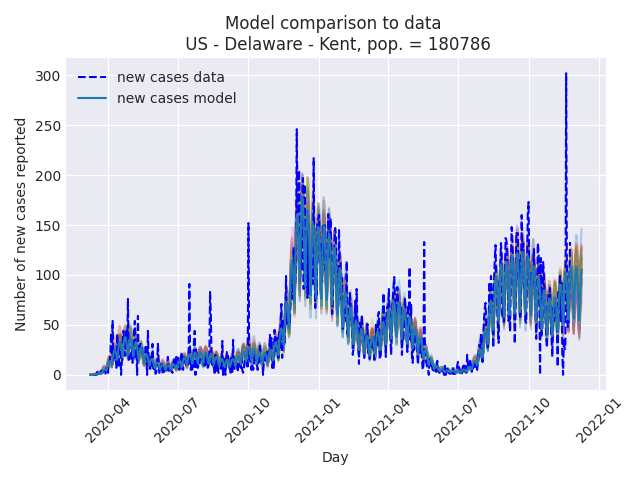 Model comparison to data
US - Delaware - Kent, pop. = 180786
new cases data
new cases model
Number of new cases reported
300
250
200
150
100
50
0
2020-04
2020-07
2020-10
2021-01
2021-04
2021-07
2021-10
2022-01
Day